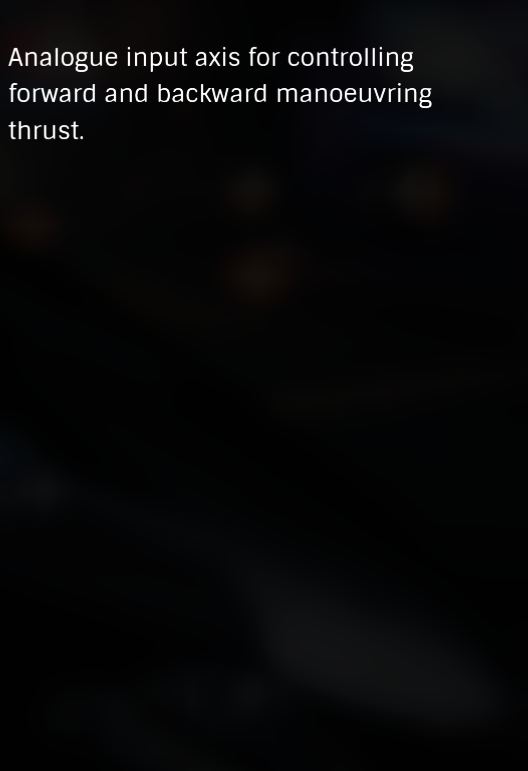 Analogue input axis for controlling
forward and backward manoeuvring
thrust.